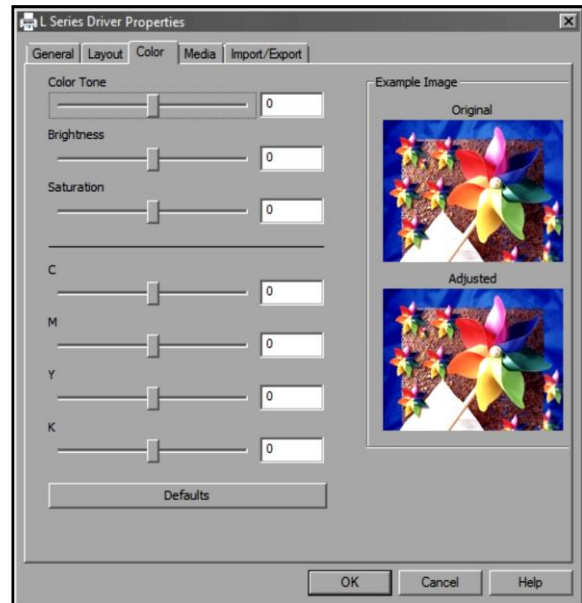 L Series Driver Properties
General Layout Color Media Import/Export
Color Tone
0
Brightness
0
Saturation
0
C
0
M
0
Y
0
K
0
Defaults
Example Image
Original
Adjusted
OK Cancel Help